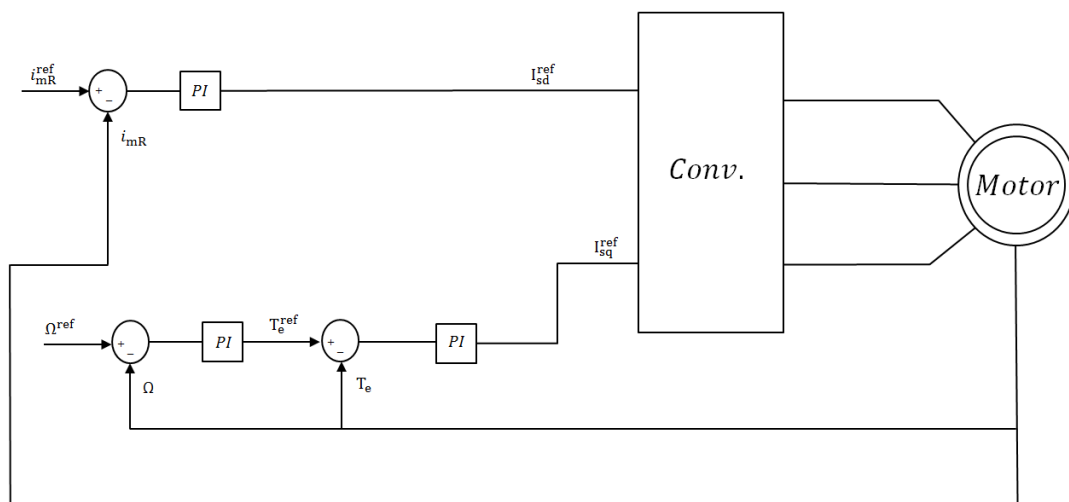 i_mR^ref
+
−
PI
I_sd^ref
i_mR
Conv.
Motor
I_sq^ref
Ω^ref
+
−
PI
T_e^ref
+
−
PI
Ω
T_e